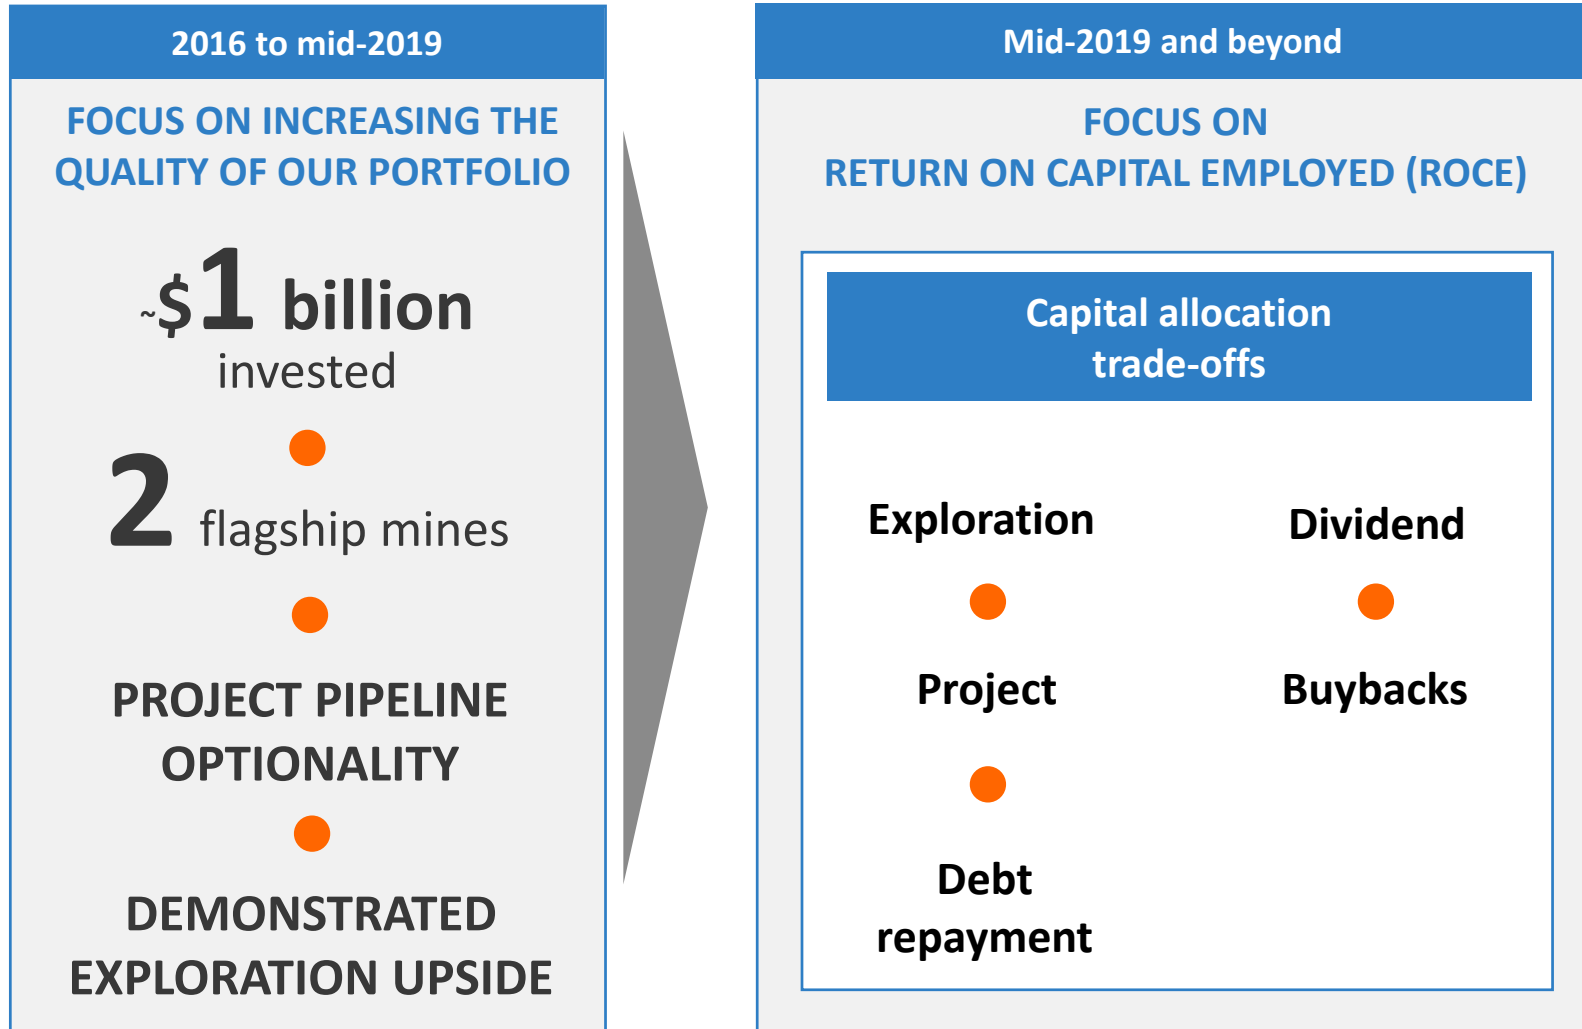 2016 to mid-2019
FOCUS ON INCREASING THE
QUALITY OF OUR PORTFOLIO
~$1 billion
invested
2 flagship mines
PROJECT PIPELINE
OPTIONALITY
DEMONSTRATED
EXPLORATION UPSIDE
Mid-2019 and beyond
FOCUS ON
RETURN ON CAPITAL EMPLOYED (ROCE)
Capital allocation
trade-offs
Exploration
Project
Debt
repayment
Dividend
Buybacks